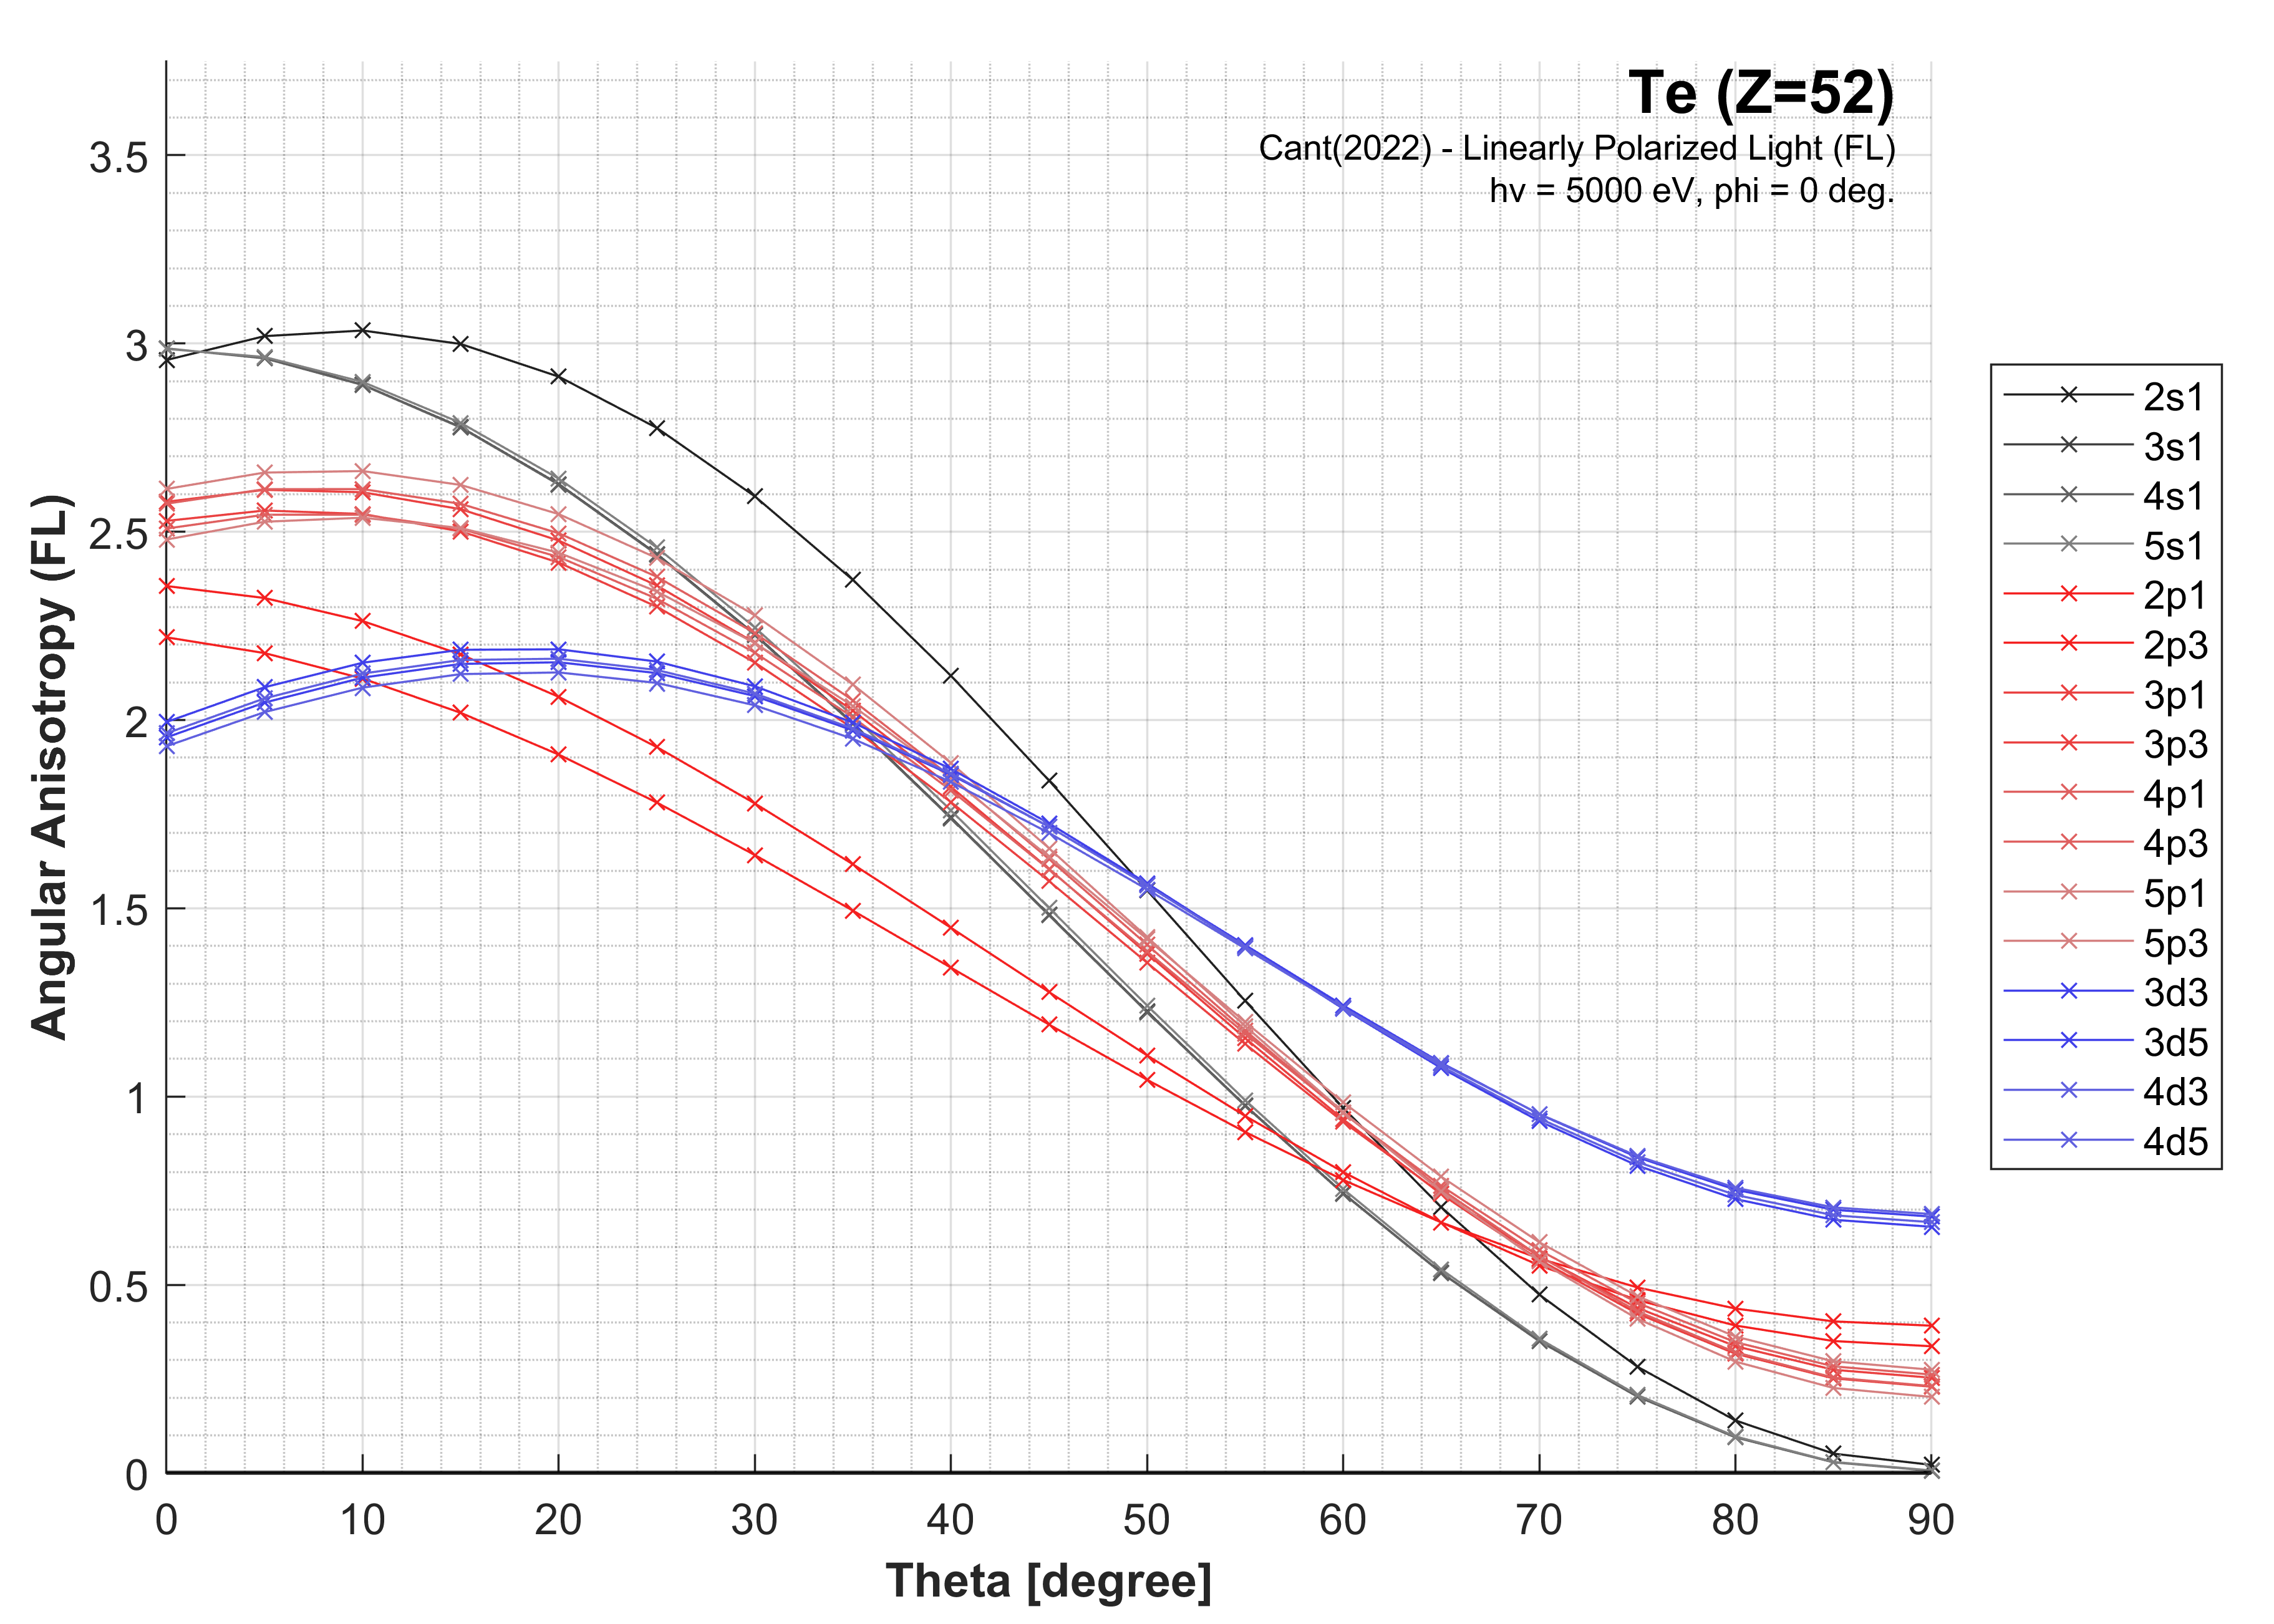 Te (Z=52)
Cant(2022) - Linearly Polarized Light (FL)
hv = 5000 eV, phi = 0 deg.
Angular Anisotropy (FL)
3.5
3
2.5
2
1.5
1
0.5
0
0 10 20 30 40 50 60 70 80 90
Theta [degree]
2s1
3s1
4s1
5s1
2p1
2p3
3p1
3p3
4p1
4p3
5p1
5p3
3d3
3d5
4d3
4d5